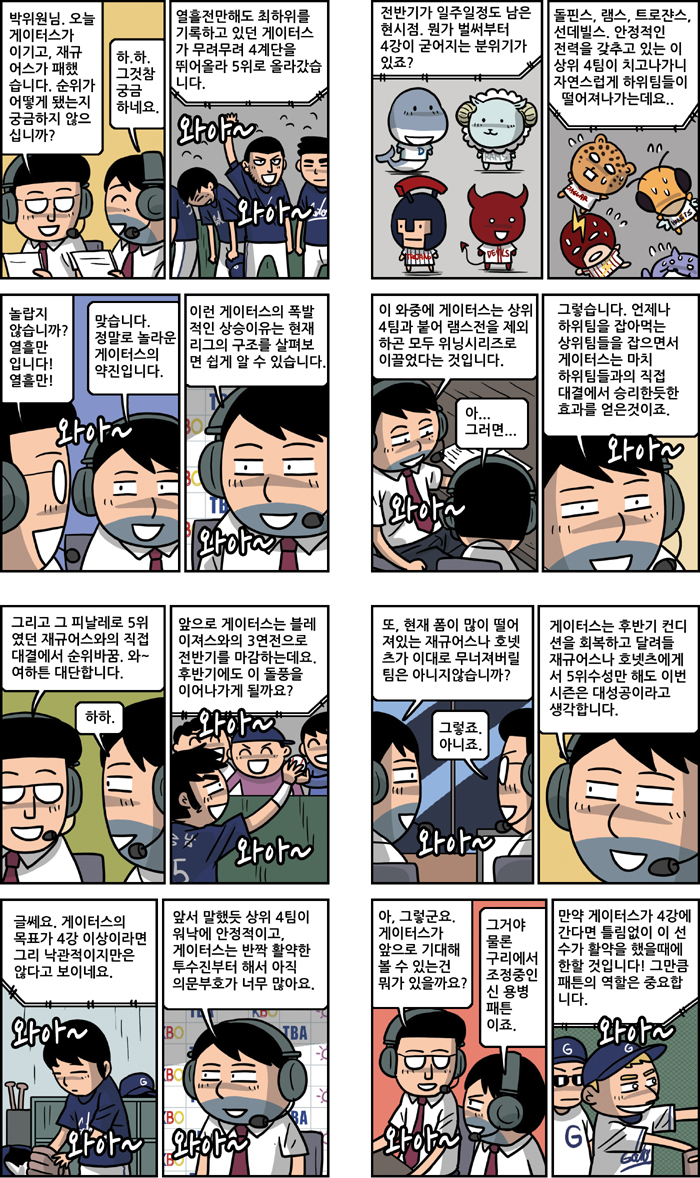 박위원님. 오늘
게이터스가
이기고, 재규
어스가 패했
습니다. 순위가
어떻게 됐는지
궁금하지 않으
십니까?
하.하.
그것참
궁금
하네요.
열흘전만해도 최하위를
기록하고 있던 게이터스
가 무려무려 4계단을
뛰어올라 5위로 올라갔습
니다.
와아~
와아~
전반기가 일주일정도 남은
현시점. 뭔가 벌써부터
4강이 굳어지는 분위기가
있죠?
RAMS
TROJANS
DEVILS
돌핀스, 램스, 트로쟌스,
선데빌스. 안정적인
전력을 갖추고 있는 이
상위 4팀이 치고나가니
자연스럽게 하위팀들이
떨어져나가는데요..
JAGUAR
놀랍지
않습니까?
열흘만
입니다!
열흘만!
맞습니다.
정말로 놀라운
게이터스의
약진입니다.
와아~
이런 게이터스의 폭발
적인 상승이유는 현재
리그의 구조를 살펴보
면 쉽게 알 수 있습니다.
TBA
KBO
TBA
와아~
이 와중에 게이터스는 상위
4팀과 붙어 램스전을 제외
하곤 모두 위닝시리즈로
이끌었다는 것입니다.
아...
그러면...
와아~
그렇습니다. 언제나
하위팀을 잡아먹는
상위팀들을 잡으면서
게이터스는 마치
하위팀들과의 직접
대결에서 승리한듯한
효과를 얻은것이죠.
와아~
그리고 그 피날레로 5위
였던 재규어스와의 직접
대결에서 순위바꿈. 와~
여하튼 대단합니다.
하하.
앞으로 게이터스는 블레
이져스와의 3연전으로
전반기를 마감하는데요.
후반기에도 이 돌풍을
이어나가게 될까요?
와아~
5
와아~
또, 현재 폼이 많이 떨어
져있는 재규어스나 호넷
츠가 이대로 무너져버릴
팀은 아니지않습니까?
그렇죠.
아니죠.
와아~
게이터스는 후반기 컨디
션을 회복하고 달려들
재규어스나 호넷츠에게
서 5위수성만 해도 이번
시즌은 대성공이라고
생각합니다.
글쎄요. 게이터스의
목표가 4강 이상이라면
그리 낙관적이지만은
않다고 보이네요.
와아~
G
와아~
앞서 말했듯 상위 4팀이
워낙에 안정적이고,
게이터스는 반짝 활약한
투수진부터 해서 아직
의문부호가 너무 많아요.
KBO
TBA
KBO
TBA
KBO
와아~
아, 그렇군요.
게이터스가
앞으로 기대해
볼 수 있는건
뭐가 있을까요?
그거야
물론
구리에서
조정중인
신 용병
패튼
이죠.
와아~
만약 게이터스가 4강에
간다면 틀림없이 이 선
수가 활약을 했을때에
한할 것입니다! 그만큼
패튼의 역할은 중요합
니다.
와아~
G
G
G